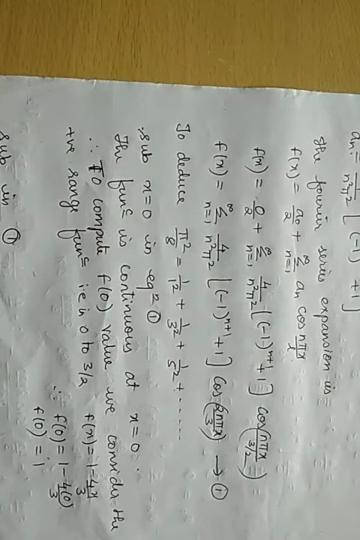 an = 4/n²π² [(-1)^{n+1} + 1]
the fourier series expansion is
f(x) = a₀/2 + Σ_{n=1}^{∞} an cos nπx/l
f(x) = 0/2 + Σ_{n=1}^{∞} 4/n²π² [(-1)^{n+1} + 1] cos(nπx/(3/2))
f(x) = Σ_{n=1}^{∞} 4/n²π² [(-1)^{n+1} + 1] cos(2nπx/3) → ①
To deduce π²/8 = 1/1² + 1/3² + 1/5² + .....
sub x = 0 in eqⁿ ①
The funᶜ is continuous at x = 0.
∴ To compute f(0) value we consider the
+ve range funᶜ i.e in 0 to 3/2
f(x) = 1 - 4x/3
∴ f(0) = 1 - 4(0)/3
f(0) = 1
sub in ①